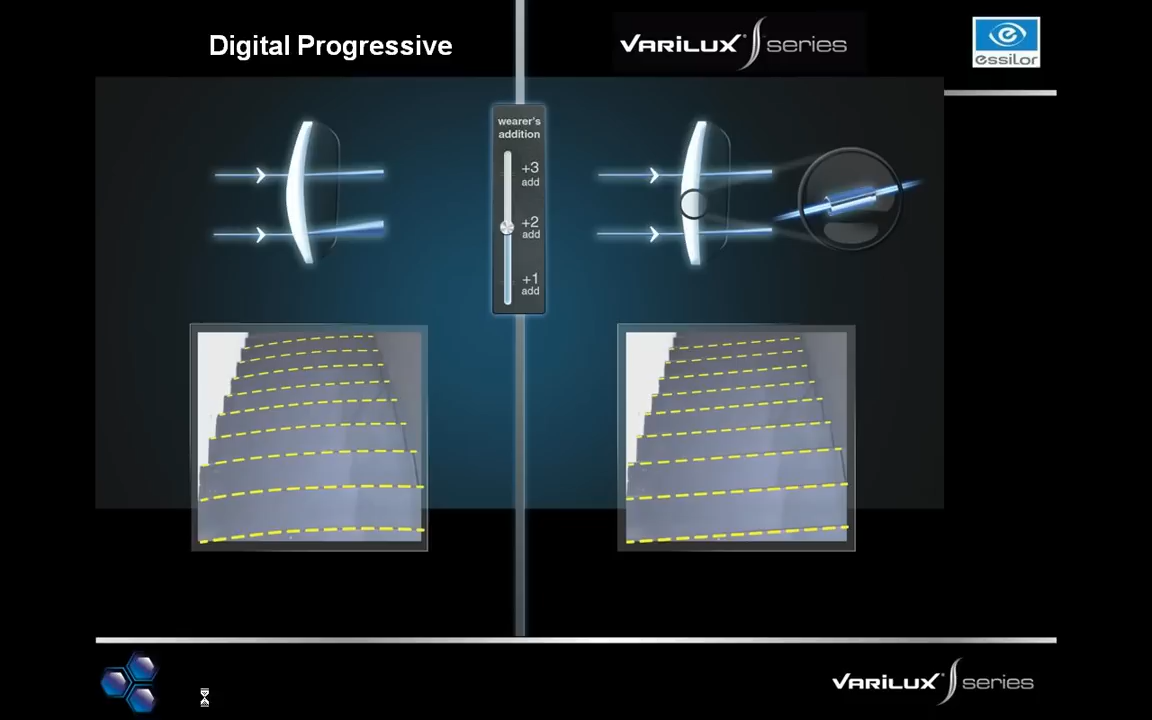 Digital Progressive
VARILUX® S series
essilor
wearer's
addition
+3
add
+2
add
+1
add
VARILUX® S series